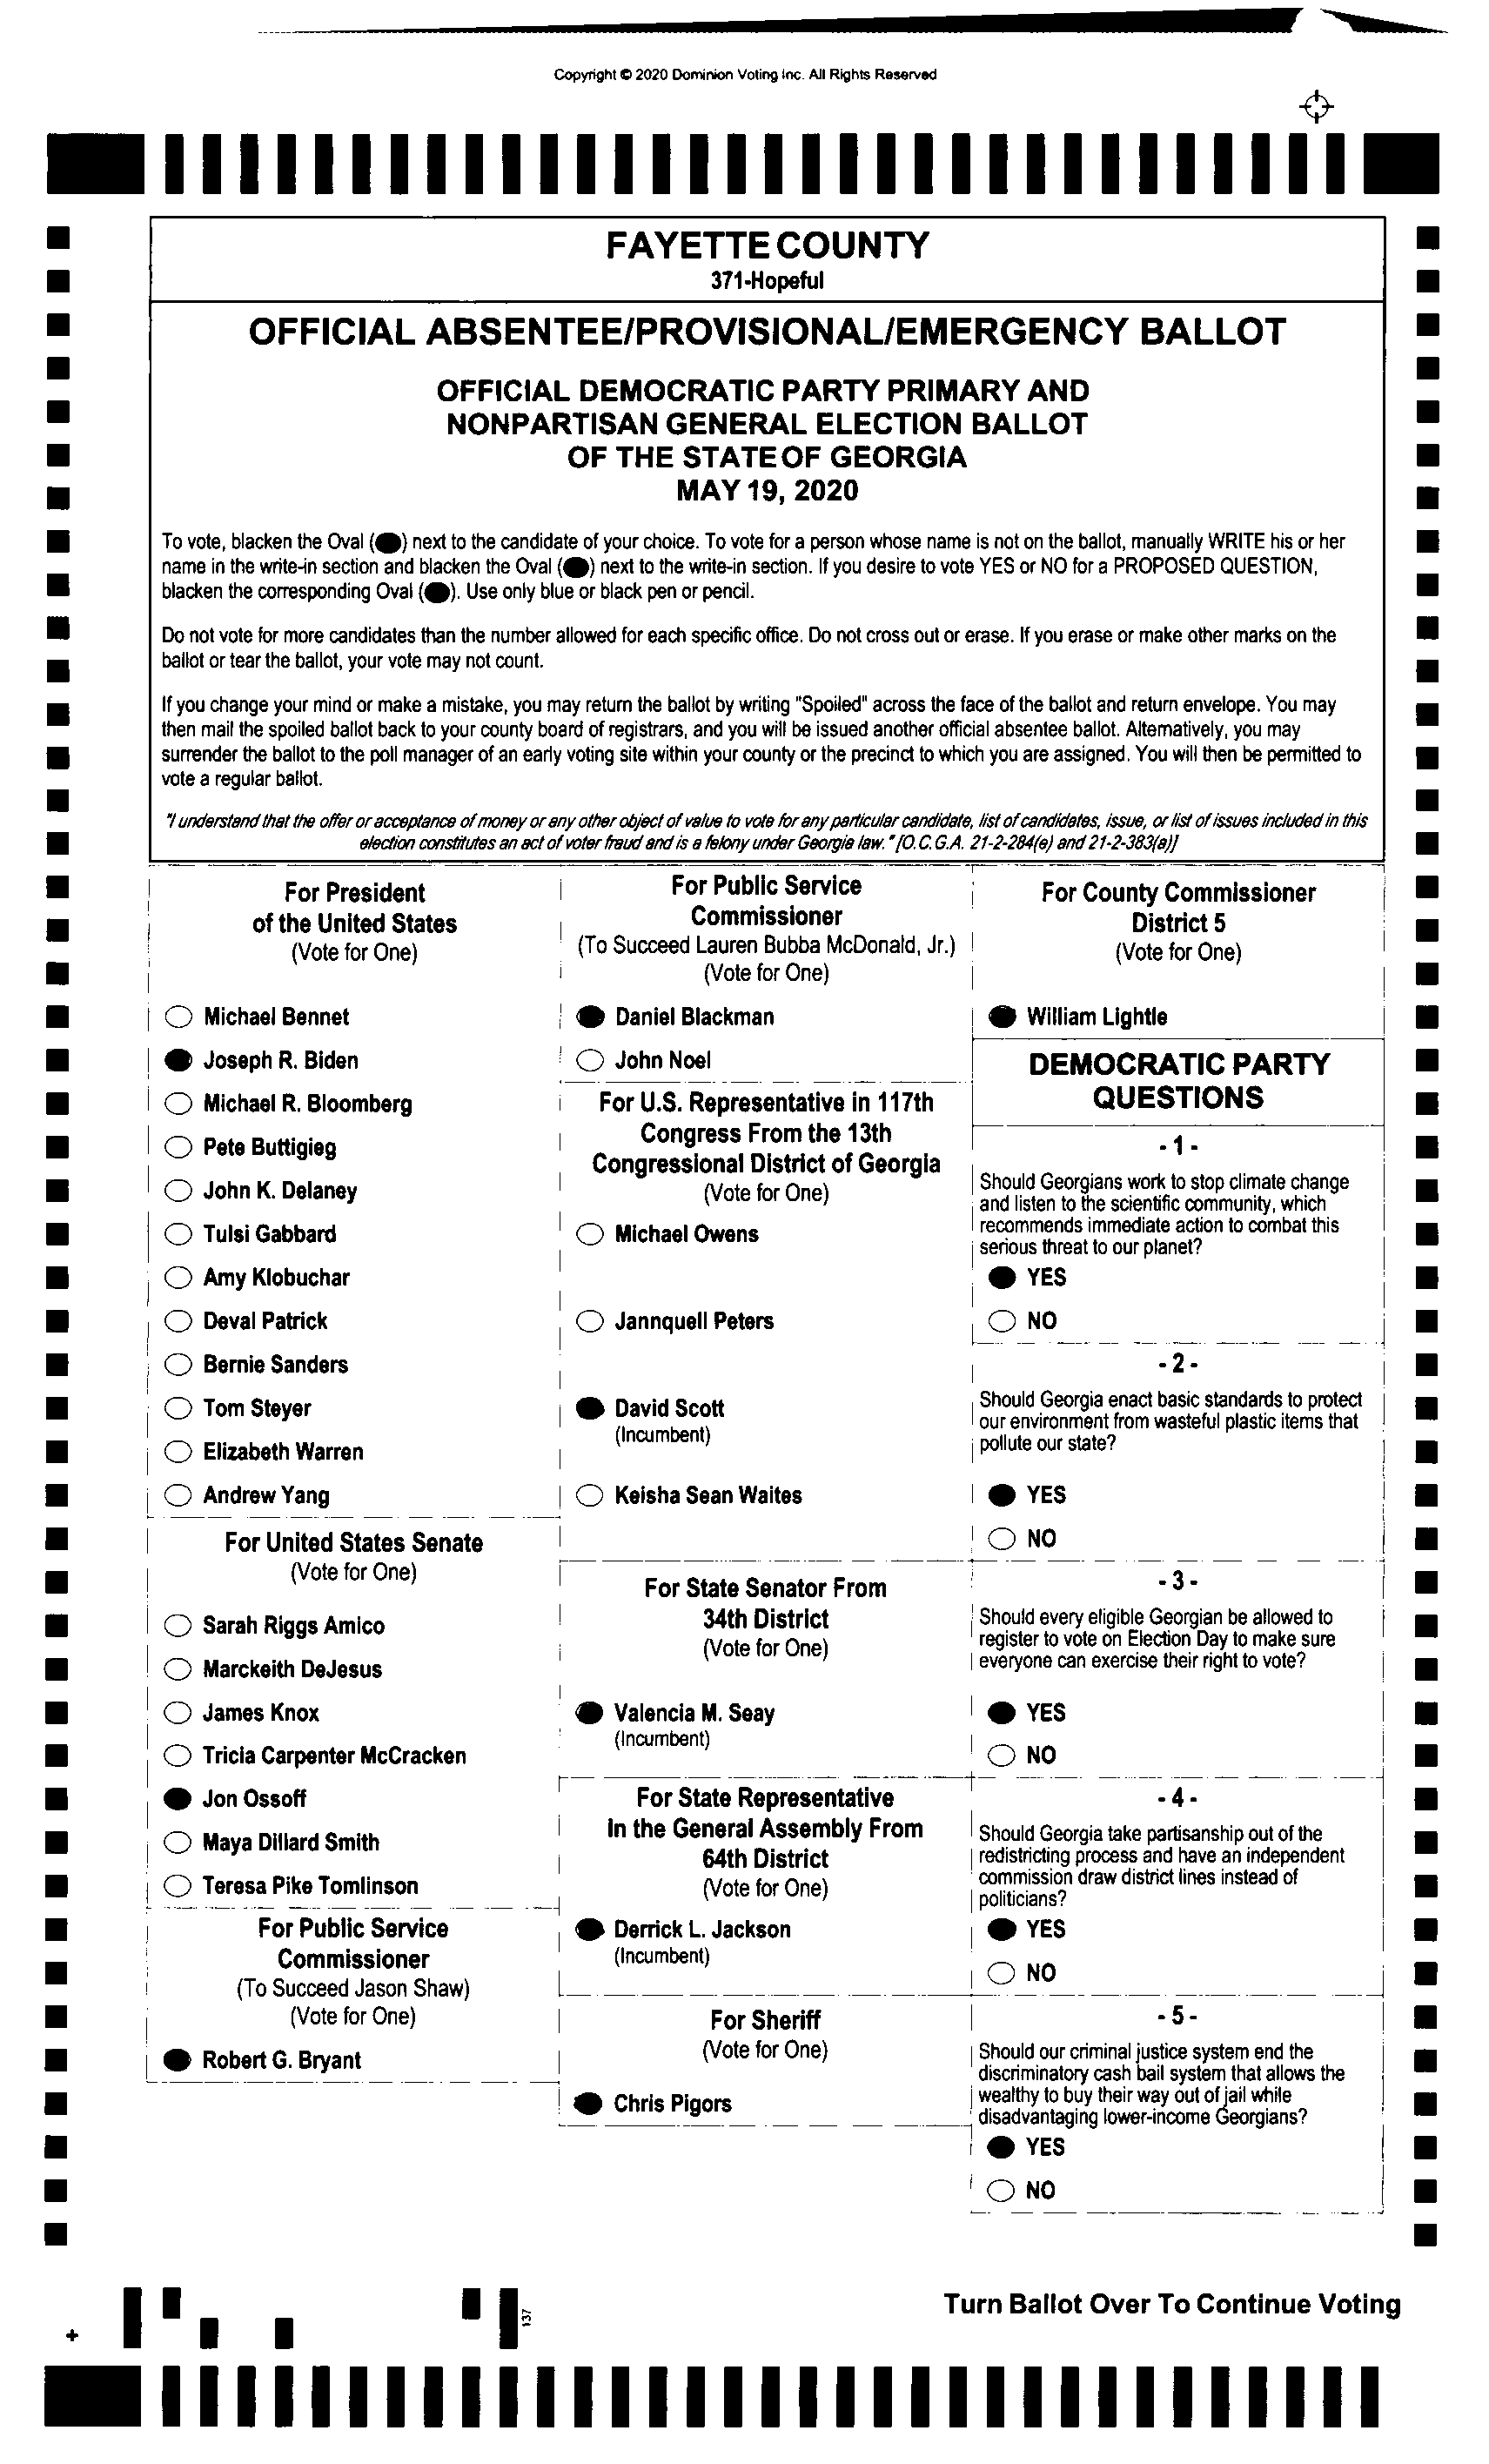 Copyright © 2020 Dominion Voting Inc. All Rights Reserved
FAYETTE COUNTY
371-Hopeful
OFFICIAL ABSENTEE/PROVISIONAL/EMERGENCY BALLOT
OFFICIAL DEMOCRATIC PARTY PRIMARY AND
NONPARTISAN GENERAL ELECTION BALLOT
OF THE STATE OF GEORGIA
MAY 19, 2020
To vote, blacken the Oval ( ) next to the candidate of your choice. To vote for a person whose name is not on the ballot, manually WRITE his or her
name in the write-in section and blacken the Oval ( ) next to the write-in section. If you desire to vote YES or NO for a PROPOSED QUESTION,
blacken the corresponding Oval ( ). Use only blue or black pen or pencil.
Do not vote for more candidates than the number allowed for each specific office. Do not cross out or erase. If you erase or make other marks on the
ballot or tear the ballot, your vote may not count.
If you change your mind or make a mistake, you may return the ballot by writing "Spoiled" across the face of the ballot and return envelope. You may
then mail the spoiled ballot back to your county board of registrars, and you will be issued another official absentee ballot. Alternatively, you may
surrender the ballot to the poll manager of an early voting site within your county or the precinct to which you are assigned. You will then be permitted to
vote a regular ballot.
"I understand that the offer or acceptance of money or any other object of value to vote for any particular candidate, list of candidates, issue, or list of issues included in this
election constitutes an act of voter fraud and is a felony under Georgia law." [O.C.G.A. 21-2-284(e) and 21-2-383(a)]
For President
of the United States
(Vote for One)
Michael Bennet
Joseph R. Biden
Michael R. Bloomberg
Pete Buttigieg
John K. Delaney
Tulsi Gabbard
Amy Klobuchar
Deval Patrick
Bernie Sanders
Tom Steyer
Elizabeth Warren
Andrew Yang
For United States Senate
(Vote for One)
Sarah Riggs Amico
Marckeith DeJesus
James Knox
Tricia Carpenter McCracken
Jon Ossoff
Maya Dillard Smith
Teresa Pike Tomlinson
For Public Service
Commissioner
(To Succeed Jason Shaw)
(Vote for One)
Robert G. Bryant
For Public Service
Commissioner
(To Succeed Lauren Bubba McDonald, Jr.)
(Vote for One)
Daniel Blackman
John Noel
For U.S. Representative in 117th
Congress From the 13th
Congressional District of Georgia
(Vote for One)
Michael Owens
Jannquell Peters
David Scott
(Incumbent)
Keisha Sean Waites
For State Senator From
34th District
(Vote for One)
Valencia M. Seay
(Incumbent)
For State Representative
In the General Assembly From
64th District
(Vote for One)
Derrick L. Jackson
(Incumbent)
For Sheriff
(Vote for One)
Chris Pigors
For County Commissioner
District 5
(Vote for One)
William Lightle
DEMOCRATIC PARTY
QUESTIONS
- 1 -
Should Georgians work to stop climate change
and listen to the scientific community, which
recommends immediate action to combat this
serious threat to our planet?
YES
NO
- 2 -
Should Georgia enact basic standards to protect
our environment from wasteful plastic items that
pollute our state?
YES
NO
- 3 -
Should every eligible Georgian be allowed to
register to vote on Election Day to make sure
everyone can exercise their right to vote?
YES
NO
- 4 -
Should Georgia take partisanship out of the
redistricting process and have an independent
commission draw district lines instead of
politicians?
YES
NO
- 5 -
Should our criminal justice system end the
discriminatory cash bail system that allows the
wealthy to buy their way out of jail while
disadvantaging lower-income Georgians?
YES
NO
137
Turn Ballot Over To Continue Voting